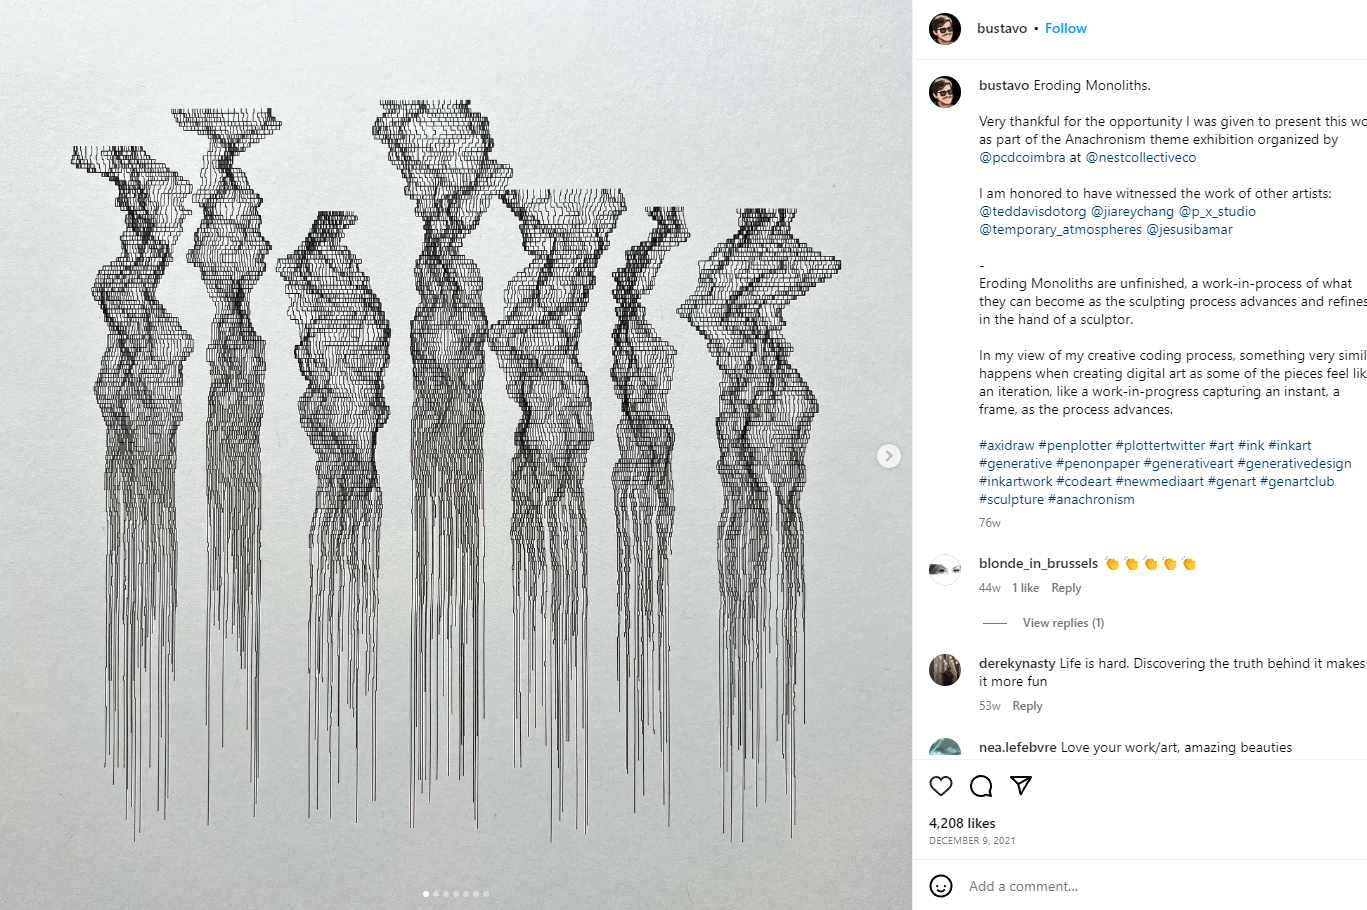 bustavo • Follow
bustavo Eroding Monoliths.
Very thankful for the opportunity I was given to present this
as part of the Anachronism theme exhibition organized by
@pcdcoimbra at @nestcollectiveco
I am honored to have witnessed the work of other artists:
@teddavisdotorg @jiareychang @p_x_studio
@temporary_atmospheres @jesusibamar
-
Eroding Monoliths are unfinished, a work-in-process of what
they can become as the sculpting process advances and refines
in the hand of a sculptor.
In my view of my creative coding process, something very
happens when creating digital art as some of the pieces feel
an iteration, like a work-in-progress capturing an instant, a
frame, as the process advances.
#axidraw #penplotter #plottertwitter #art #ink #inkart
#generative #penonpaper #generativeart #generativedesign
#inkartwork #codeart #newmediaart #genart #genartclub
#sculpture #anachronism
76w
blonde_in_brussels 👏👏👏👏👏
44w 1 like Reply
View replies (1)
derekynasty Life is hard. Discovering the truth behind it makes
it more fun
53w Reply
nea.lefebvre Love your work/art, amazing beauties
4,208 likes
DECEMBER 9, 2021
Add a comment...